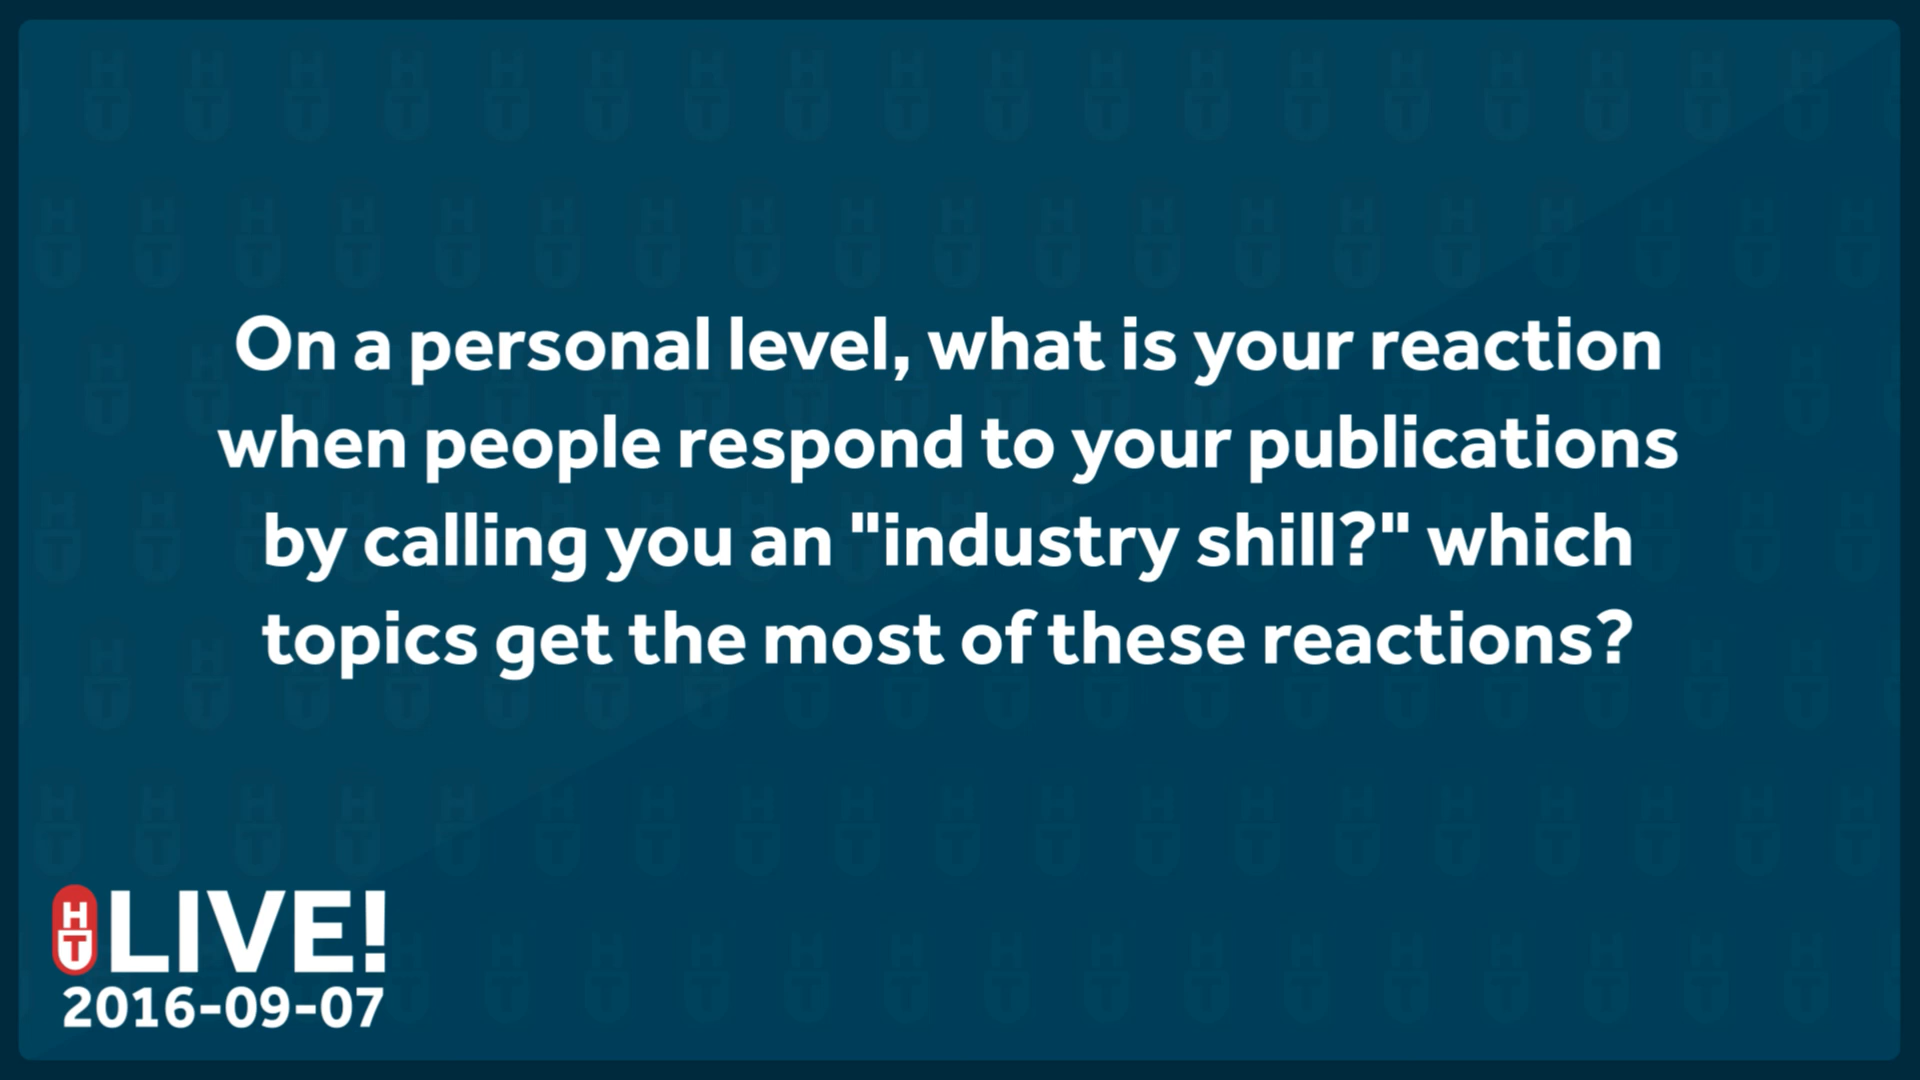 On a personal level, what is your reaction
when people respond to your publications
by calling you an "industry shill?" which
topics get the most of these reactions?
HT LIVE!
2016-09-07